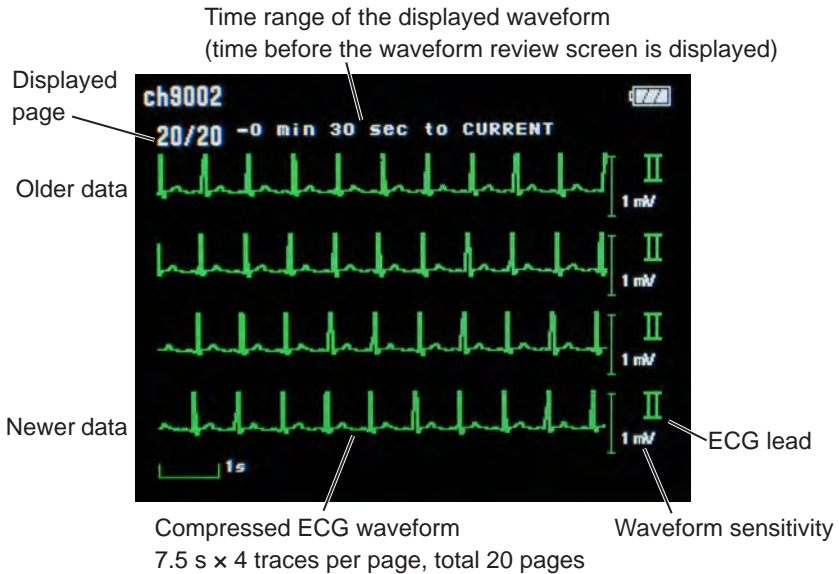 Time range of the displayed waveform
(time before the waveform review screen is displayed)
Displayed
page
ch9002
20/20 -0 min 30 sec to CURRENT
Older data
II
1 mV
II
1 mV
II
1 mV
Newer data
II
1 mV
ECG lead
1s
Compressed ECG waveform
7.5 s × 4 traces per page, total 20 pages
Waveform sensitivity